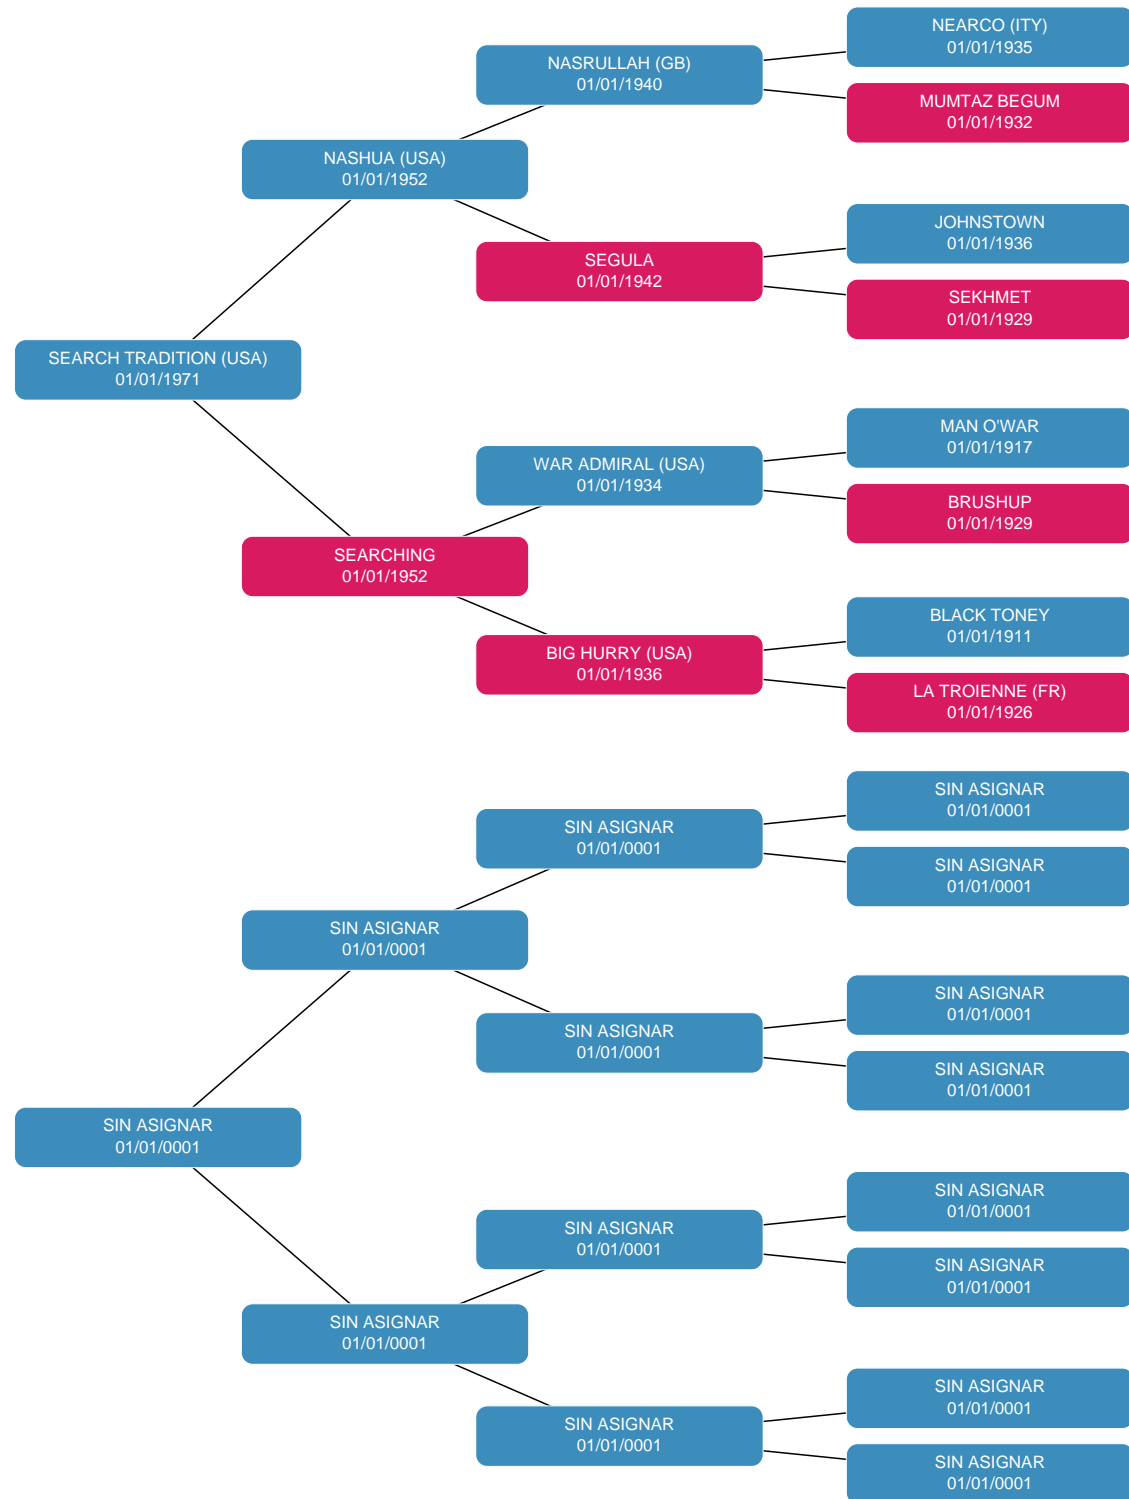 NEARCO (ITY)
01/01/1935
NASRULLAH (GB)
01/01/1940
MUMTAZ BEGUM
01/01/1932
NASHUA (USA)
01/01/1952
JOHNSTOWN
01/01/1936
SEGULA
01/01/1942
SEKHMET
01/01/1929
SEARCH TRADITION (USA)
01/01/1971
MAN O'WAR
01/01/1917
WAR ADMIRAL (USA)
01/01/1934
BRUSHUP
01/01/1929
SEARCHING
01/01/1952
BLACK TONEY
01/01/1911
BIG HURRY (USA)
01/01/1936
LA TROIENNE (FR)
01/01/1926
SIN ASIGNAR
01/01/0001
SIN ASIGNAR
01/01/0001
SIN ASIGNAR
01/01/0001
SIN ASIGNAR
01/01/0001
SIN ASIGNAR
01/01/0001
SIN ASIGNAR
01/01/0001
SIN ASIGNAR
01/01/0001
SIN ASIGNAR
01/01/0001
SIN ASIGNAR
01/01/0001
SIN ASIGNAR
01/01/0001
SIN ASIGNAR
01/01/0001
SIN ASIGNAR
01/01/0001
SIN ASIGNAR
01/01/0001
SIN ASIGNAR
01/01/0001
SIN ASIGNAR
01/01/0001